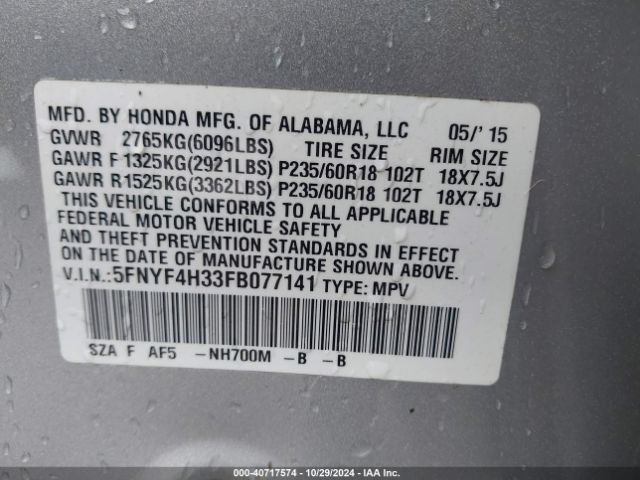 MFD. BY HONDA MFG. OF ALABAMA, LLC 05/' 15
GVWR 2765KG(6096LBS) TIRE SIZE RIM SIZE
GAWR F 1325KG(2921LBS) P235/60R18 102T 18X7.5J
GAWR R1525KG(3362LBS) P235/60R18 102T 18X7.5J
THIS VEHICLE CONFORMS TO ALL APPLICABLE
FEDERAL MOTOR VEHICLE SAFETY
AND THEFT PREVENTION STANDARDS IN EFFECT
ON THE DATE OF MANUFACTURE SHOWN ABOVE.
V.I.N.:5FNYF4H33FB077141 TYPE: MPV
SZA F AF5 -NH700M -B -B
000-40717574 | 10/29/2024 | IAA Inc.